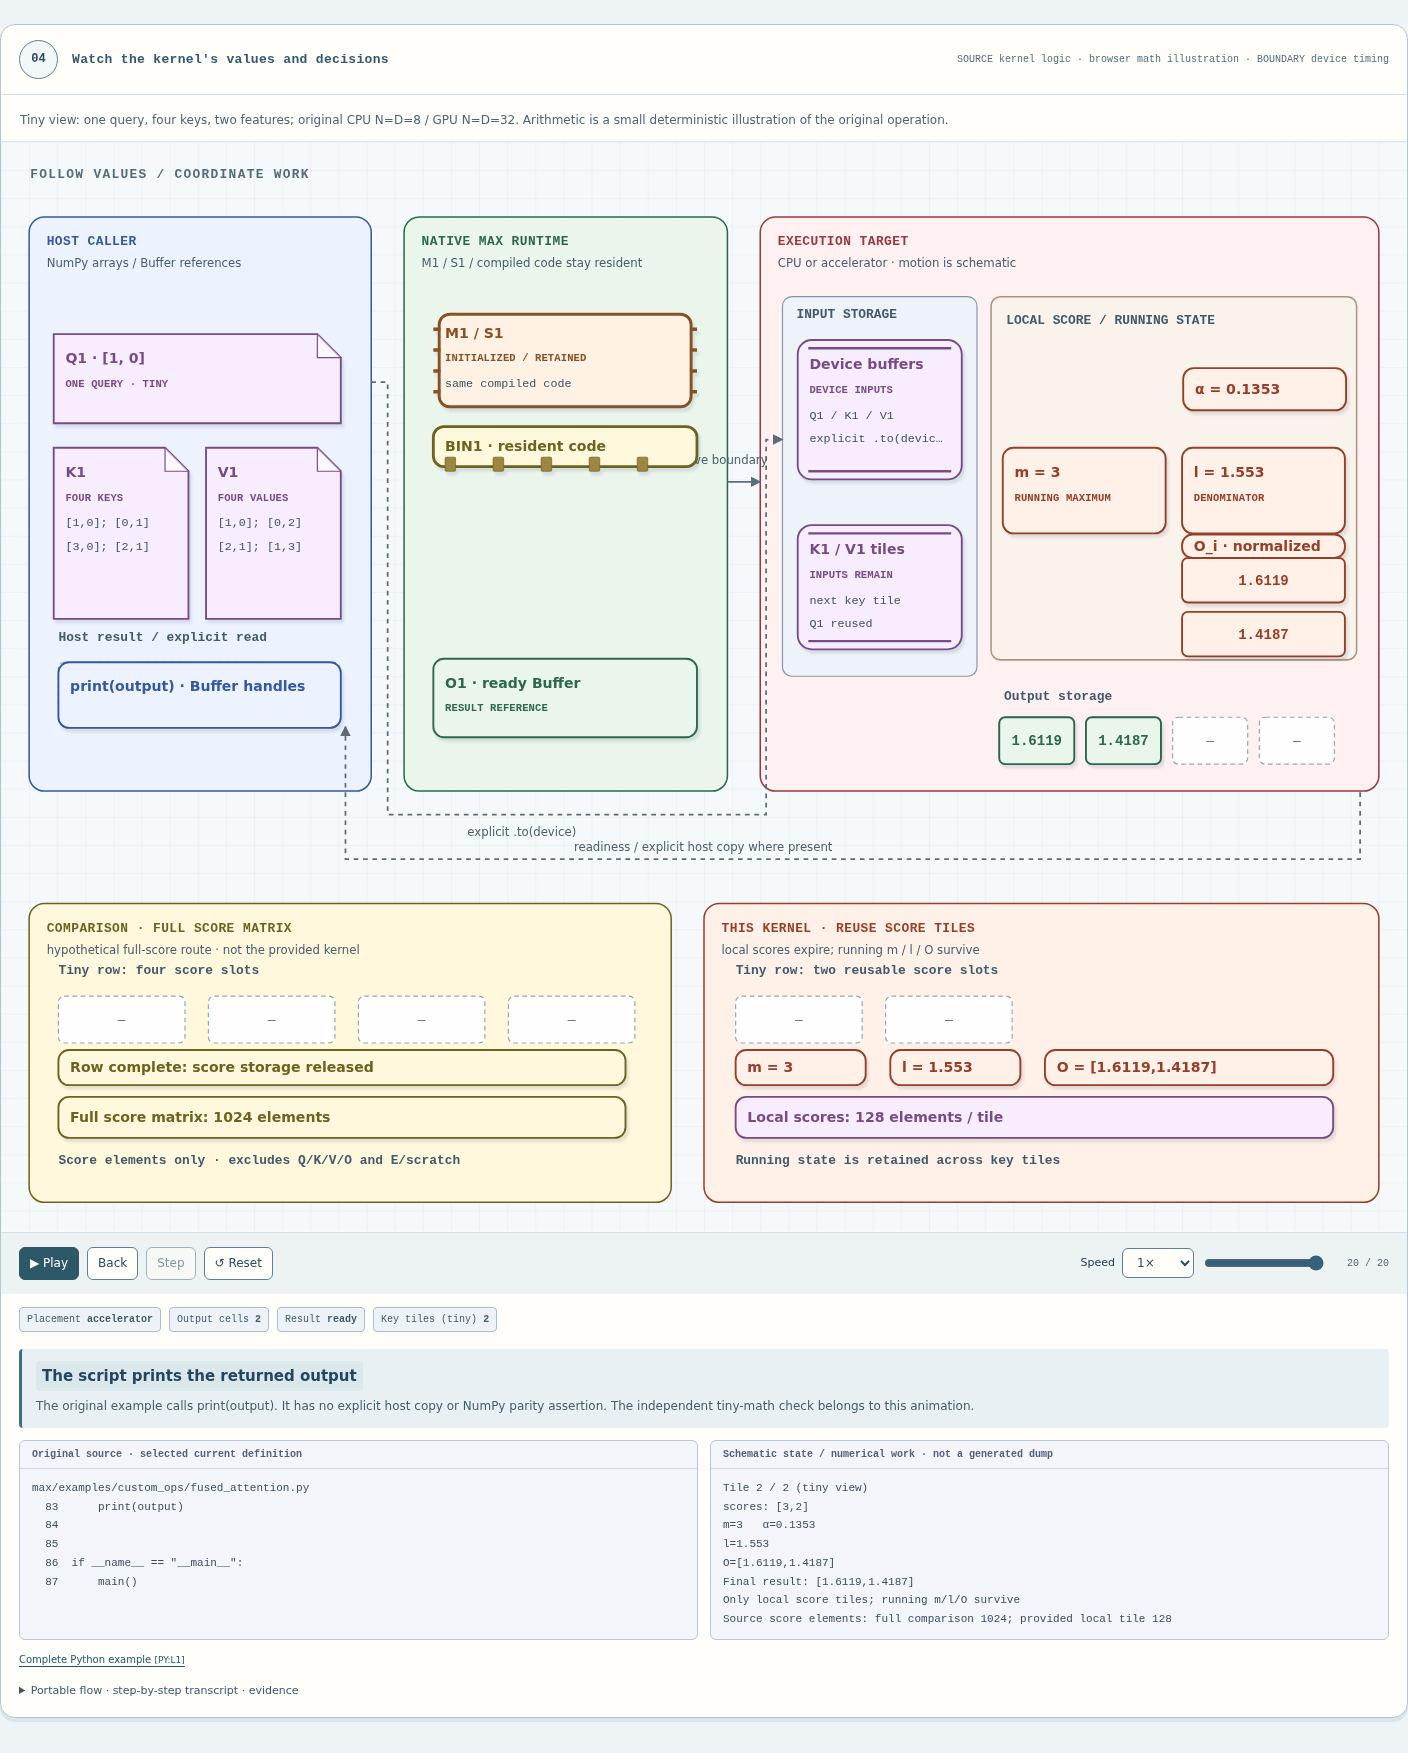 04
Watch the kernel's values and decisions
SOURCE kernel logic · browser math illustration · BOUNDARY device timing
Tiny view: one query, four keys, two features; original CPU N=D=8 / GPU N=D=32. Arithmetic is a small deterministic illustration of the original operation.
FOLLOW VALUES / COORDINATE WORK
HOST CALLER
NumPy arrays / Buffer references
Q1 · [1, 0]
ONE QUERY · TINY
K1
FOUR KEYS
[1,0]; [0,1]
[3,0]; [2,1]
V1
FOUR VALUES
[1,0]; [0,2]
[2,1]; [1,3]
Host result / explicit read
print(output) · Buffer handles
NATIVE MAX RUNTIME
M1 / S1 / compiled code stay resident
M1 / S1
INITIALIZED / RETAINED
same compiled code
BIN1 · resident code
ve boundary
O1 · ready Buffer
RESULT REFERENCE
EXECUTION TARGET
CPU or accelerator · motion is schematic
INPUT STORAGE
Device buffers
DEVICE INPUTS
Q1 / K1 / V1
explicit .to(devic…
K1 / V1 tiles
INPUTS REMAIN
next key tile
Q1 reused
LOCAL SCORE / RUNNING STATE
α = 0.1353
m = 3
RUNNING MAXIMUM
l = 1.553
DENOMINATOR
O_i · normalized
1.6119
1.4187
Output storage
1.6119
1.4187
—
—
explicit .to(device)
readiness / explicit host copy where present
COMPARISON · FULL SCORE MATRIX
hypothetical full-score route · not the provided kernel
Tiny row: four score slots
—
—
—
—
Row complete: score storage released
Full score matrix: 1024 elements
Score elements only · excludes Q/K/V/O and E/scratch
THIS KERNEL · REUSE SCORE TILES
local scores expire; running m / l / O survive
Tiny row: two reusable score slots
—
—
m = 3
l = 1.553
O = [1.6119,1.4187]
Local scores: 128 elements / tile
Running state is retained across key tiles
▶ Play
Back
Step
↺ Reset
Speed
1×
20 / 20
Placement accelerator
Output cells 2
Result ready
Key tiles (tiny) 2
The script prints the returned output
The original example calls print(output). It has no explicit host copy or NumPy parity assertion. The independent tiny-math check belongs to this animation.
Original source · selected current definition
max/examples/custom_ops/fused_attention.py
83 print(output)
84
85
86 if __name__ == "__main__":
87 main()
Schematic state / numerical work · not a generated dump
Tile 2 / 2 (tiny view)
scores: [3,2]
m=3 α=0.1353
l=1.553
O=[1.6119,1.4187]
Final result: [1.6119,1.4187]
Only local score tiles; running m/l/O survive
Source score elements: full comparison 1024; provided local tile 128
Complete Python example [PY:L1]
▶ Portable flow · step-by-step transcript · evidence